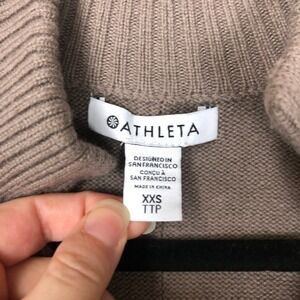 ATHLETA
DESIGNED IN
SAN FRANCISCO
CONÇU À
SAN FRANCISCO
MADE IN CHINA
XXS
TTP